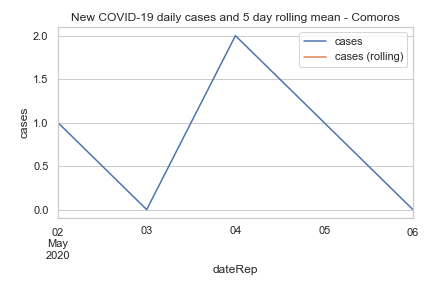 New COVID-19 daily cases and 5 day rolling mean - Comoros
cases
cases (rolling)
cases
2.0
1.5
1.0
0.5
0.0
02
May
2020
03
04
05
06
dateRep